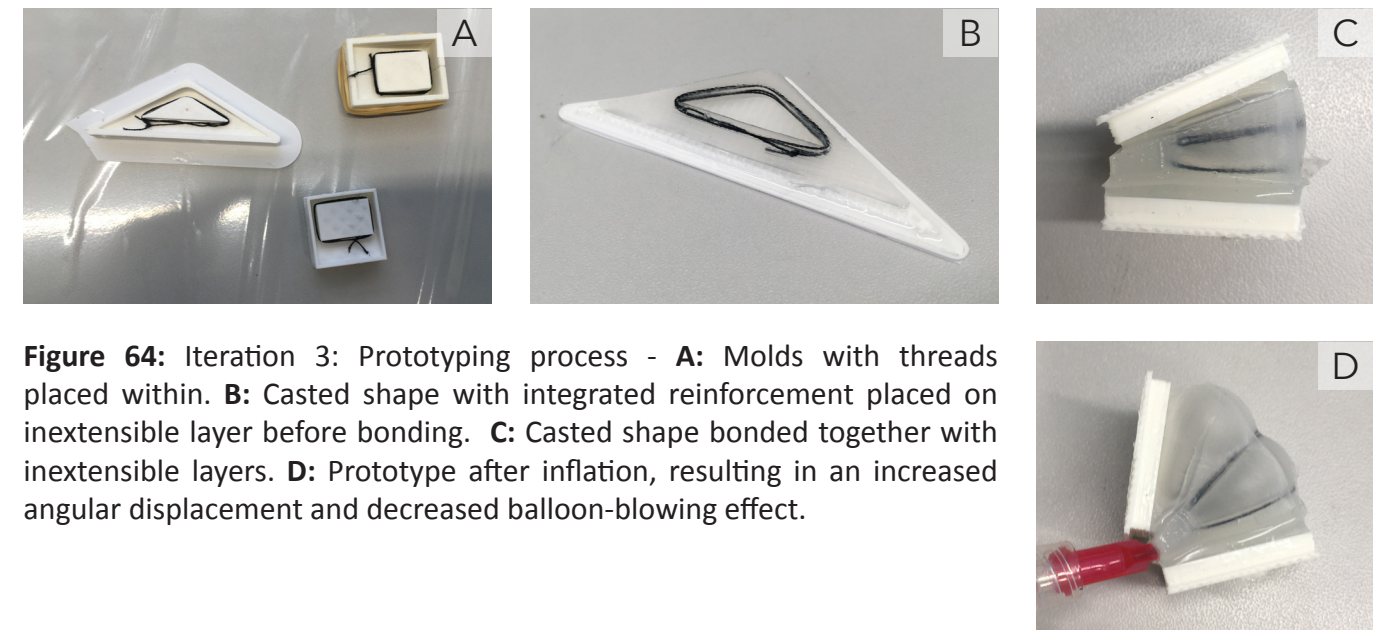 A
B
C
Figure 64: Iteration 3: Prototyping process - A: Molds with threads
placed within. B: Casted shape with integrated reinforcement placed on
inextensible layer before bonding. C: Casted shape bonded together with
inextensible layers. D: Prototype after inflation, resulting in an increased
angular displacement and decreased balloon-blowing effect.
D